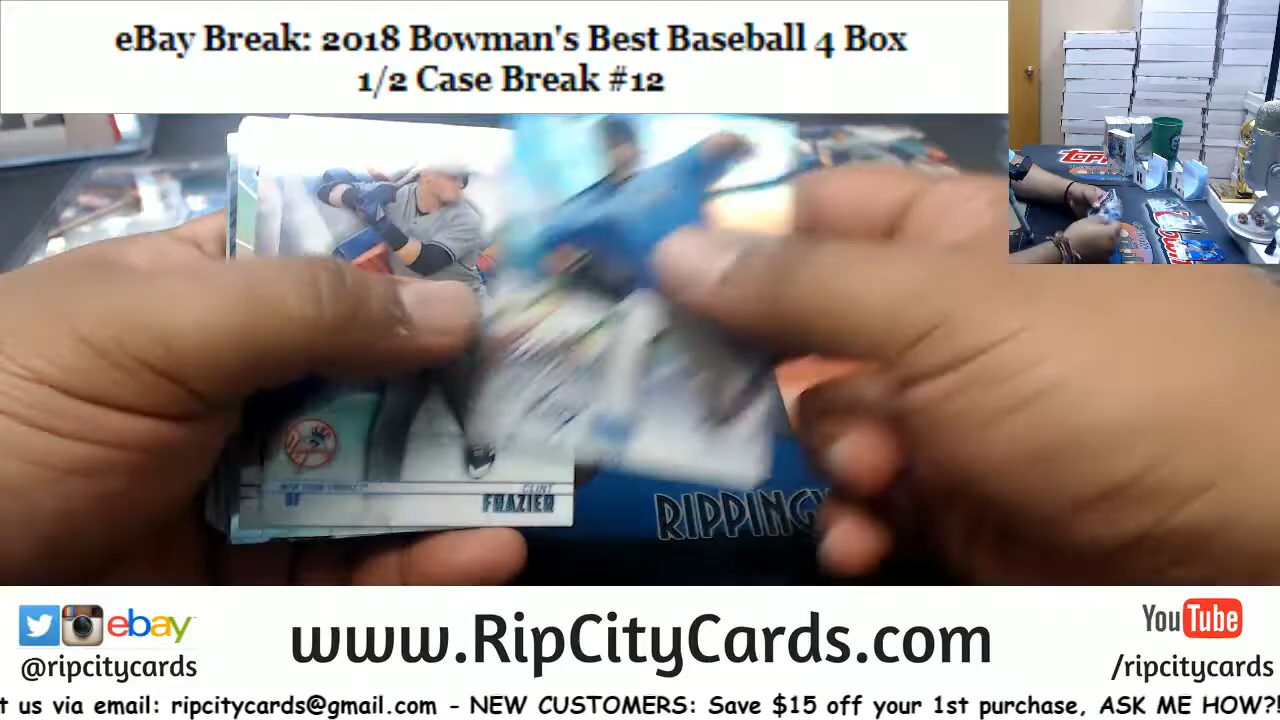 eBay Break: 2018 Bowman's Best Baseball 4 Box
1/2 Case Break #12
topps
CLINT
FRAZIER
RIPPING
ebay
@ripcitycards
www.RipCityCards.com
YouTube
/ripcitycards
t us via email: ripcitycards@gmail.com - NEW CUSTOMERS: Save $15 off your 1st purchase, ASK ME HOW?!